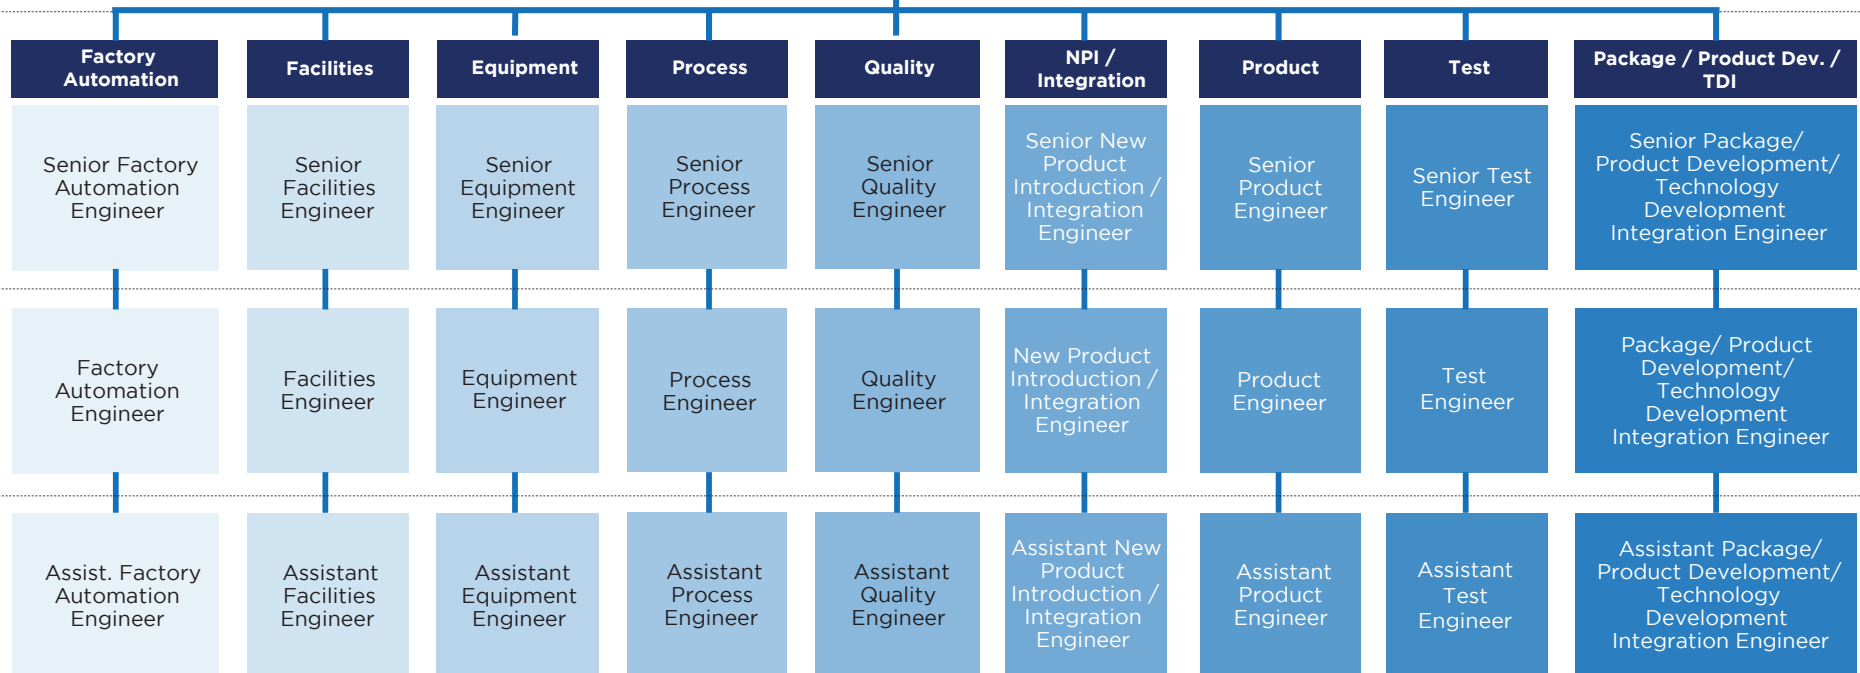 Factory
Automation
Facilities
Equipment
Process
Quality
NPI /
Integration
Product
Test
Package / Product Dev. /
TDI
Senior Factory
Automation
Engineer
Senior
Facilities
Engineer
Senior
Equipment
Engineer
Senior
Process
Engineer
Senior
Quality
Engineer
Senior New
Product
Introduction /
Integration
Engineer
Senior
Product
Engineer
Senior Test
Engineer
Senior Package/
Product Development/
Technology
Development
Integration Engineer
Factory
Automation
Engineer
Facilities
Engineer
Equipment
Engineer
Process
Engineer
Quality
Engineer
New Product
Introduction /
Integration
Engineer
Product
Engineer
Test
Engineer
Package/ Product
Development/
Technology
Development
Integration Engineer
Assist. Factory
Automation
Engineer
Assistant
Facilities
Engineer
Assistant
Equipment
Engineer
Assistant
Process
Engineer
Assistant
Quality
Engineer
Assistant New
Product
Introduction /
Integration
Engineer
Assistant
Product
Engineer
Assistant
Test
Engineer
Assistant Package/
Product Development/
Technology
Development
Integration Engineer